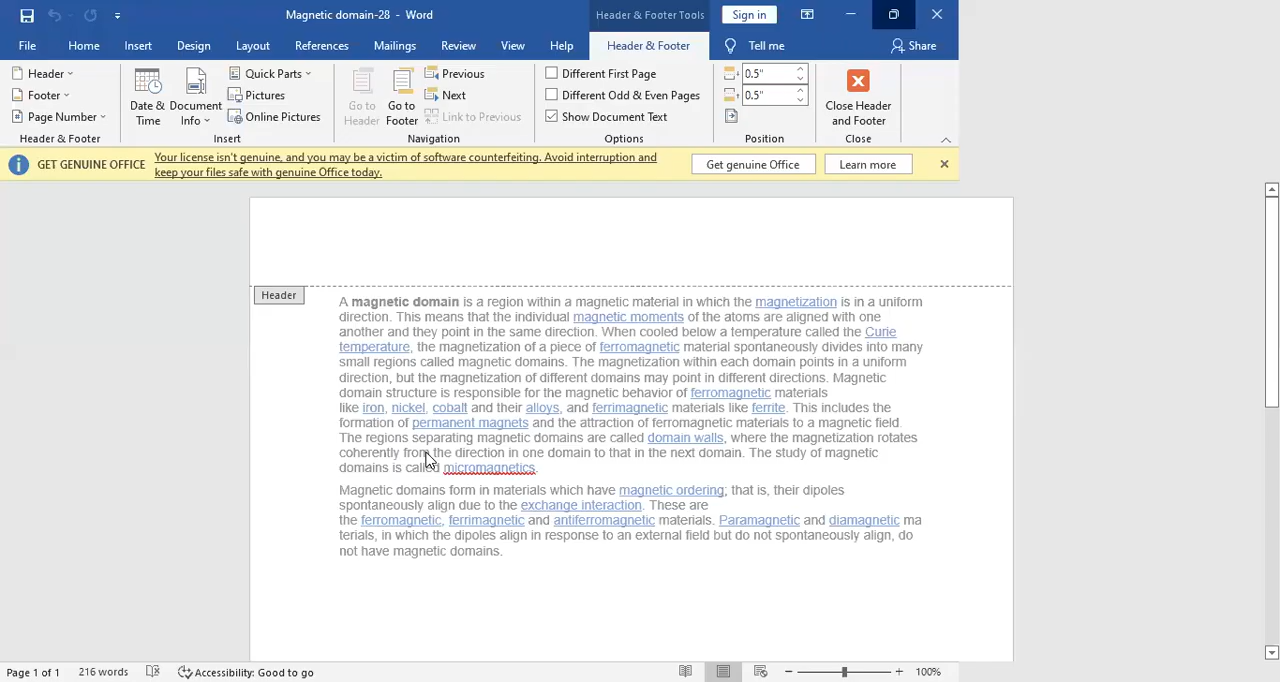 Magnetic domain-28 - Word
Header & Footer Tools
Sign in
File
Home
Insert
Design
Layout
References
Mailings
Review
View
Help
Header & Footer
Tell me
Share
Header
Footer
Page Number
Header & Footer
Date & Time
Document Info
Quick Parts
Pictures
Online Pictures
Insert
Go to Header
Go to Footer
Previous
Next
Link to Previous
Navigation
Different First Page
Different Odd & Even Pages
Show Document Text
Options
0.5"
0.5"
Position
Close Header and Footer
Close
GET GENUINE OFFICE
Your license isn't genuine, and you may be a victim of software counterfeiting. Avoid interruption and
keep your files safe with genuine Office today.
Get genuine Office
Learn more
Header
A magnetic domain is a region within a magnetic material in which the magnetization is in a uniform
direction. This means that the individual magnetic moments of the atoms are aligned with one
another and they point in the same direction. When cooled below a temperature called the Curie
temperature, the magnetization of a piece of ferromagnetic material spontaneously divides into many
small regions called magnetic domains. The magnetization within each domain points in a uniform
direction, but the magnetization of different domains may point in different directions. Magnetic
domain structure is responsible for the magnetic behavior of ferromagnetic materials
like iron, nickel, cobalt and their alloys, and ferrimagnetic materials like ferrite. This includes the
formation of permanent magnets and the attraction of ferromagnetic materials to a magnetic field.
The regions separating magnetic domains are called domain walls, where the magnetization rotates
coherently from the direction in one domain to that in the next domain. The study of magnetic
domains is called micromagnetics.
Magnetic domains form in materials which have magnetic ordering; that is, their dipoles
spontaneously align due to the exchange interaction. These are
the ferromagnetic, ferrimagnetic and antiferromagnetic materials. Paramagnetic and diamagnetic ma
terials, in which the dipoles align in response to an external field but do not spontaneously align, do
not have magnetic domains.
Page 1 of 1
216 words
Accessibility: Good to go
100%